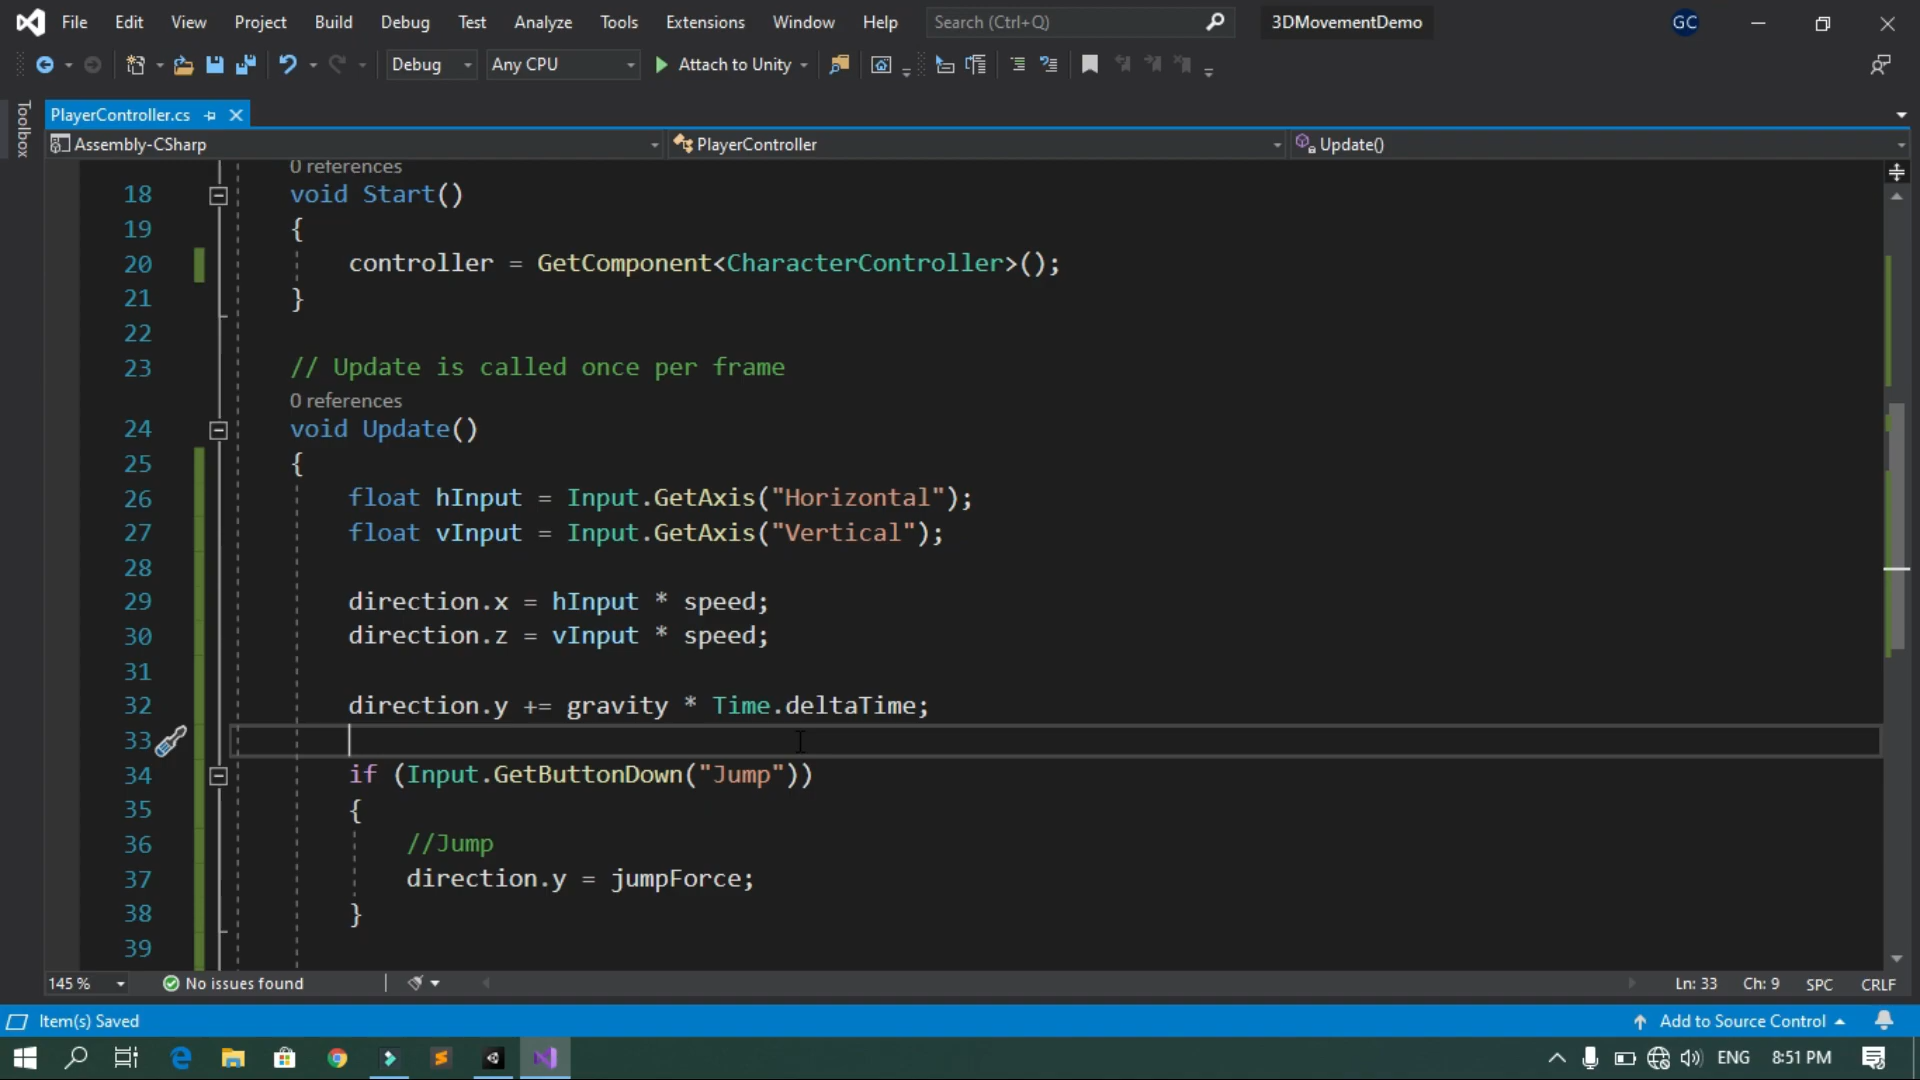 File Edit View Project Build Debug Test Analyze Tools Extensions Window Help Search (Ctrl+Q) 3DMovementDemo GC
Debug Any CPU Attach to Unity
Toolbox
PlayerController.cs
Assembly-CSharp PlayerController Update()
0 references
18 void Start()
19 {
20 controller = GetComponent<CharacterController>();
21 }
22
23 // Update is called once per frame
0 references
24 void Update()
25 {
26 float hInput = Input.GetAxis("Horizontal");
27 float vInput = Input.GetAxis("Vertical");
28
29 direction.x = hInput * speed;
30 direction.z = vInput * speed;
31
32 direction.y += gravity * Time.deltaTime;
33
34 if (Input.GetButtonDown("Jump"))
35 {
36 //Jump
37 direction.y = jumpForce;
38 }
39
145 % No issues found Ln: 33 Ch: 9 SPC CRLF
Item(s) Saved Add to Source Control
ENG 8:51 PM